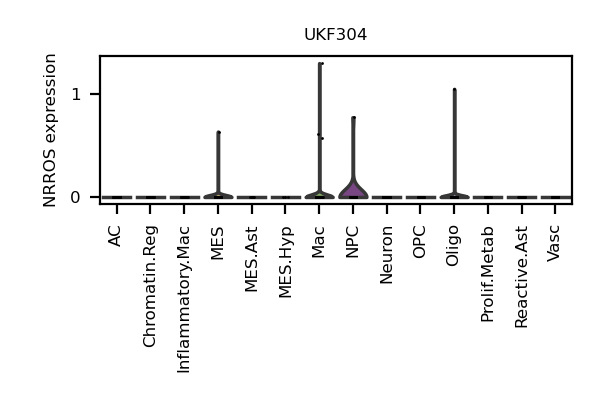 UKF304
NRROS expression
1
0
AC
Chromatin.Reg
Inflammatory.Mac
MES
MES.Ast
MES.Hyp
Mac
NPC
Neuron
OPC
Oligo
Prolif.Metab
Reactive.Ast
Vasc